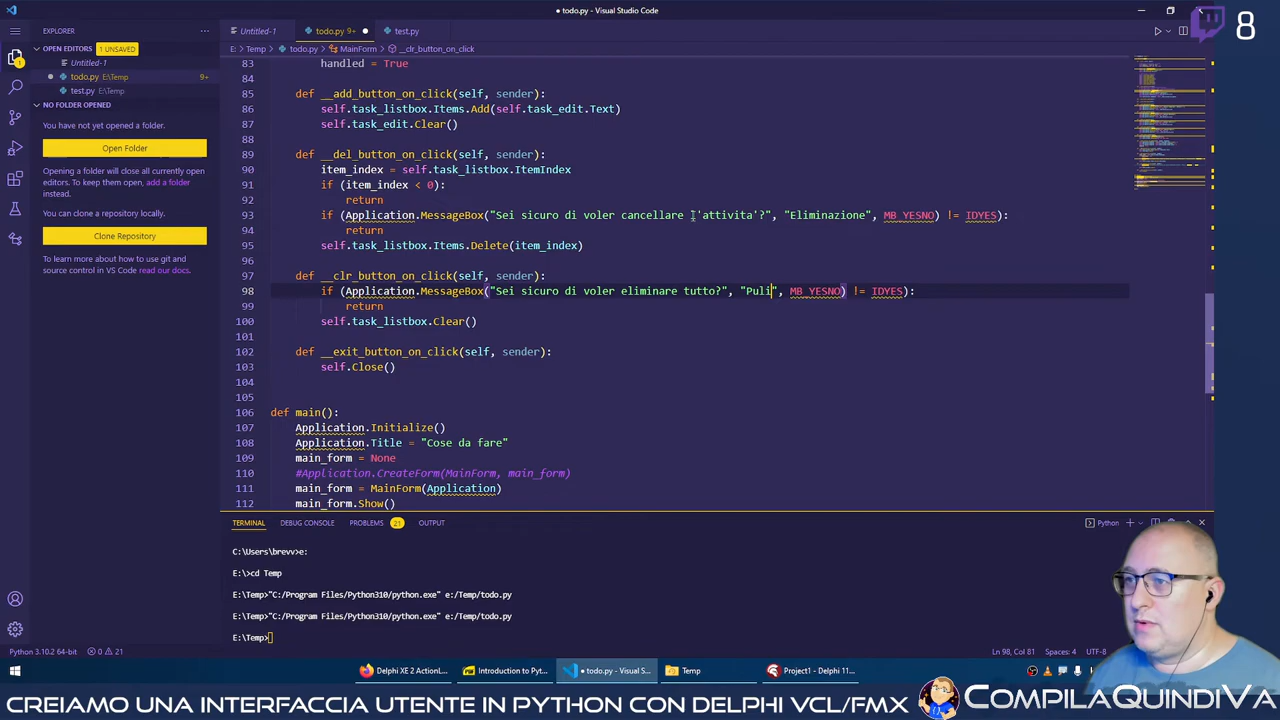 ● todo.py - Visual Studio Code
8
EXPLORER
OPEN EDITORS 1 UNSAVED
Untitled-1
todo.py E:\Temp 9+
test.py E:\Temp
NO FOLDER OPENED
You have not yet opened a folder.
Open Folder
Opening a folder will close all currently open
editors. To keep them open, add a folder
instead.
You can clone a repository locally.
Clone Repository
To learn more about how to use git and
source control in VS Code read our docs.
Untitled-1 todo.py 9+ ● test.py
E: > Temp > todo.py > MainForm > __clr_button_on_click
83 handled = True
84
85 def __add_button_on_click(self, sender):
86 self.task_listbox.Items.Add(self.task_edit.Text)
87 self.task_edit.Clear()
88
89 def __del_button_on_click(self, sender):
90 item_index = self.task_listbox.ItemIndex
91 if (item_index < 0):
92 return
93 if (Application.MessageBox("Sei sicuro di voler cancellare l'attivita'?", "Eliminazione", MB_YESNO) != IDYES):
94 return
95 self.task_listbox.Items.Delete(item_index)
96
97 def __clr_button_on_click(self, sender):
98 if (Application.MessageBox("Sei sicuro di voler eliminare tutto?", "Puli", MB_YESNO) != IDYES):
99 return
100 self.task_listbox.Clear()
101
102 def __exit_button_on_click(self, sender):
103 self.Close()
104
105
106 def main():
107 Application.Initialize()
108 Application.Title = "Cose da fare"
109 main_form = None
110 #Application.CreateForm(MainForm, main_form)
111 main_form = MainForm(Application)
112 main_form.Show()
TERMINAL DEBUG CONSOLE PROBLEMS 21 OUTPUT
Python
C:\Users\brevv>e:
E:\>cd Temp
E:\Temp>"C:/Program Files/Python310/python.exe" e:/Temp/todo.py
E:\Temp>"C:/Program Files/Python310/python.exe" e:/Temp/todo.py
E:\Temp>
Python 3.10.2 64-bit 0 21
Ln 98, Col 81 Spaces: 4 UTF-8
Delphi XE 2 ActionL... Introduction to Pyt... ● todo.py - Visual S... Temp Project1 - Delphi 11...
CREIAMO UNA INTERFACCIA UTENTE IN PYTHON CON DELPHI VCL/FMX
COMPILAQUINDIVA